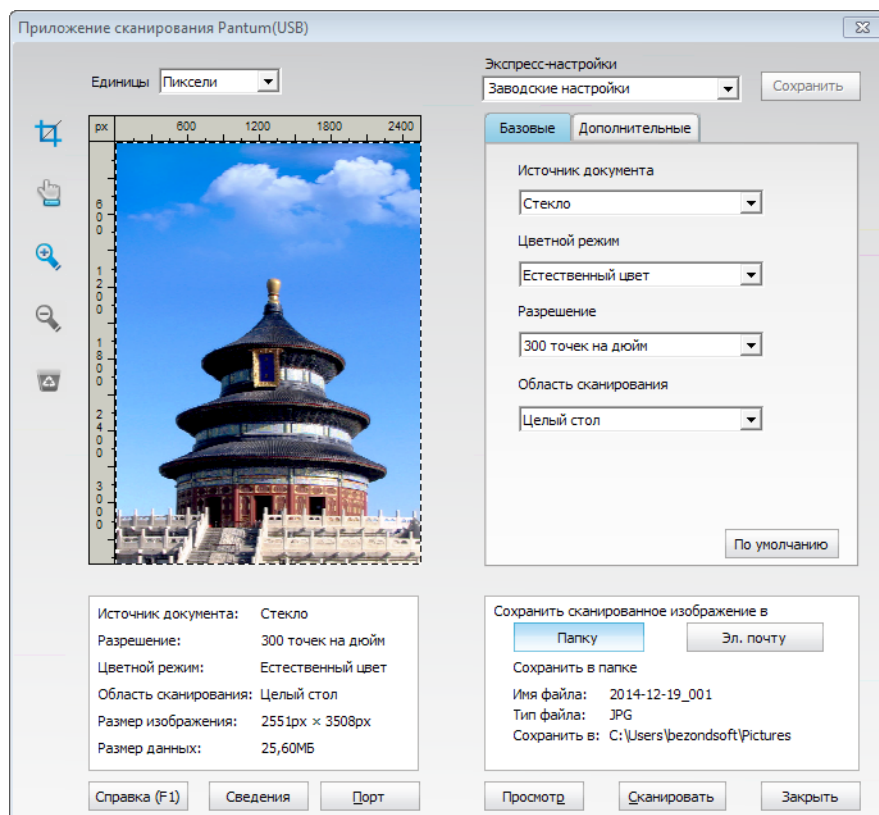 Приложение сканирования Pantum(USB)
Единицы Пиксели
Экспресс-настройки
Заводские настройки
Сохранить
px 600 1200 1800 2400
600
1200
1800
2400
3000
Базовые Дополнительные
Источник документа
Стекло
Цветной режим
Естественный цвет
Разрешение
300 точек на дюйм
Область сканирования
Целый стол
По умолчанию
Источник документа: Стекло
Разрешение: 300 точек на дюйм
Цветной режим: Естественный цвет
Область сканирования: Целый стол
Размер изображения: 2551px × 3508px
Размер данных: 25,60МБ
Сохранить сканированное изображение в
Папку Эл. почту
Сохранить в папке
Имя файла: 2014-12-19_001
Тип файла: JPG
Сохранить в: C:\Users\bezondsoft\Pictures
Справка (F1) Сведения Порт
Просмотр Сканировать Закрыть